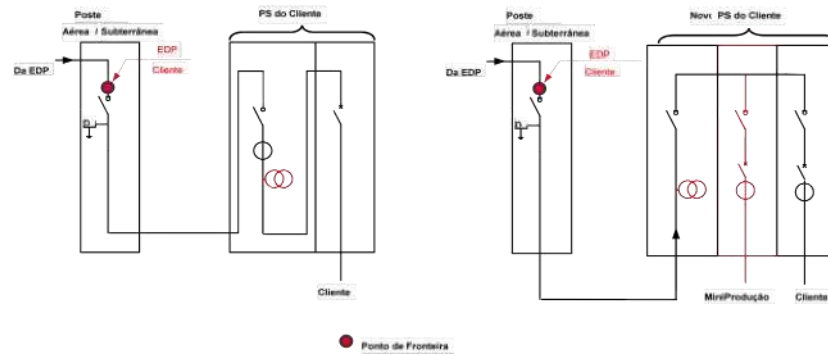 Poste
Aérea / Subterrânea
EDP
Cliente
Da EDP
PS do Cliente
Cliente
Poste
Aérea / Subterrânea
EDP
Cliente
Da EDP
Novo PS do Cliente
MiniProdução
Cliente
Ponto de Fronteira